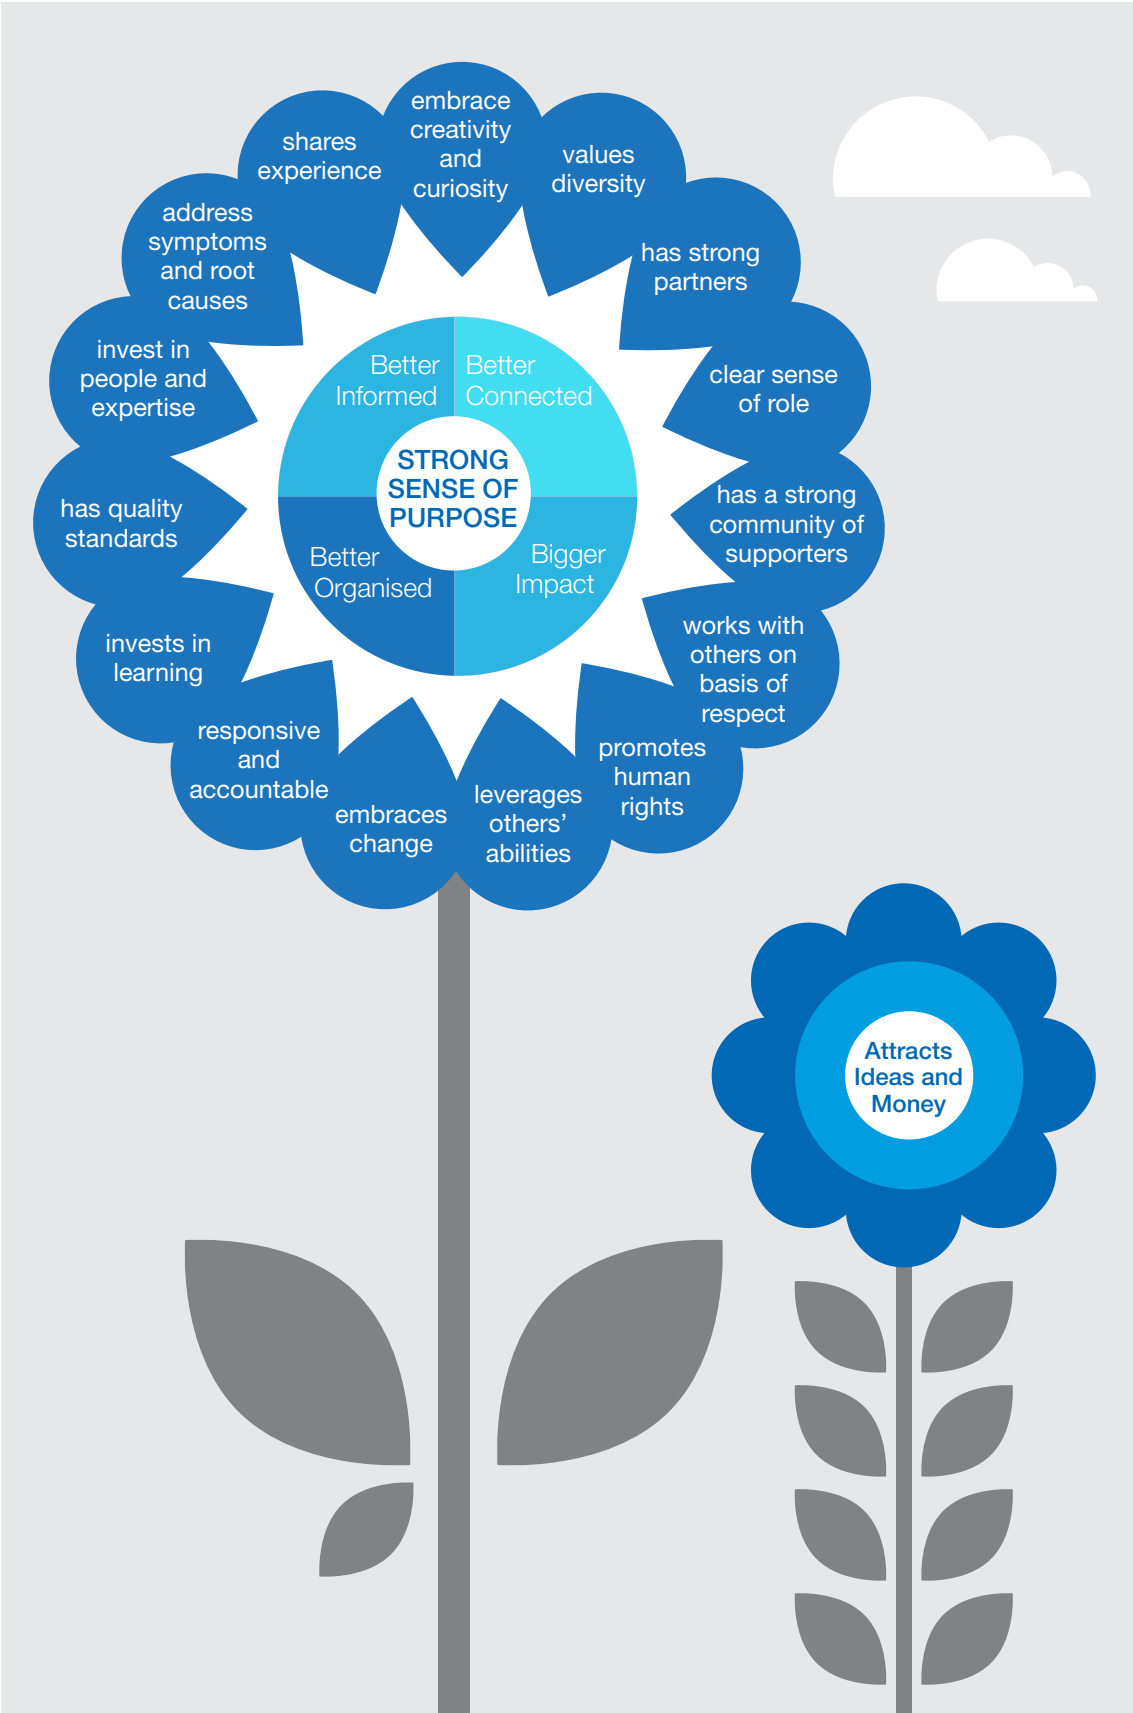 embrace
creativity
and
curiosity
values
diversity
has strong
partners
clear sense
of role
has a strong
community of
supporters
works with
others on
basis of
respect
promotes
human
rights
leverages
others’
abilities
embraces
change
responsive
and
accountable
invests in
learning
has quality
standards
invest in
people and
expertise
address
symptoms
and root
causes
shares
experience
Better
Informed
Better
Connected
STRONG
SENSE OF
PURPOSE
Better
Organised
Bigger
Impact
Attracts
Ideas and
Money